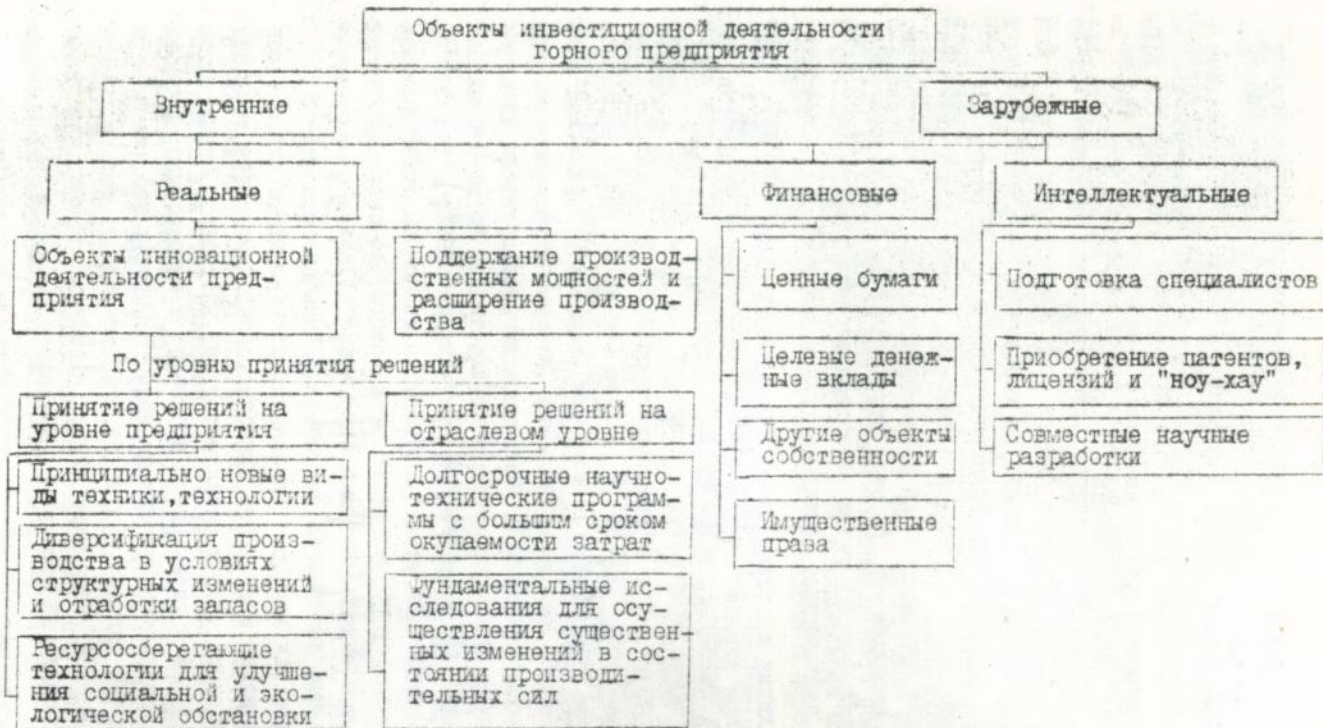 Объекты инвестиционной деятельности
горного предприятия
Внутренние
Зарубежные
Реальные
Финансовые
Интеллектуальные
Объекты инновационной
деятельности пред-
приятия
Поддержание производ-
ственных мощностей и
расширение производ-
ства
Ценные бумаги
Подготовка специалистов
По уровню принятия решений
Целевые денеж-
ные вклады
Приобретение патентов,
лицензий и "ноу-хау"
Принятие решений на
уровне предприятия
Принятие решений на
отраслевом уровне
Другие объекты
собственности
Совместные научные
разработки
Принципиально новые ви-
ды техники, технологии
Долгосрочные научно-
технические програм-
мы с большим сроком
окупаемости затрат
Имущественные
права
Диверсификация произ-
водства в условиях
структурных изменений
и отработки запасов
Фундаментальные ис-
следования для осу-
ществления существен-
ных изменений в сос-
тоянии производи-
тельных сил
Ресурсосберегающие
технологии для улучше-
ния социальной и эко-
логической обстановки